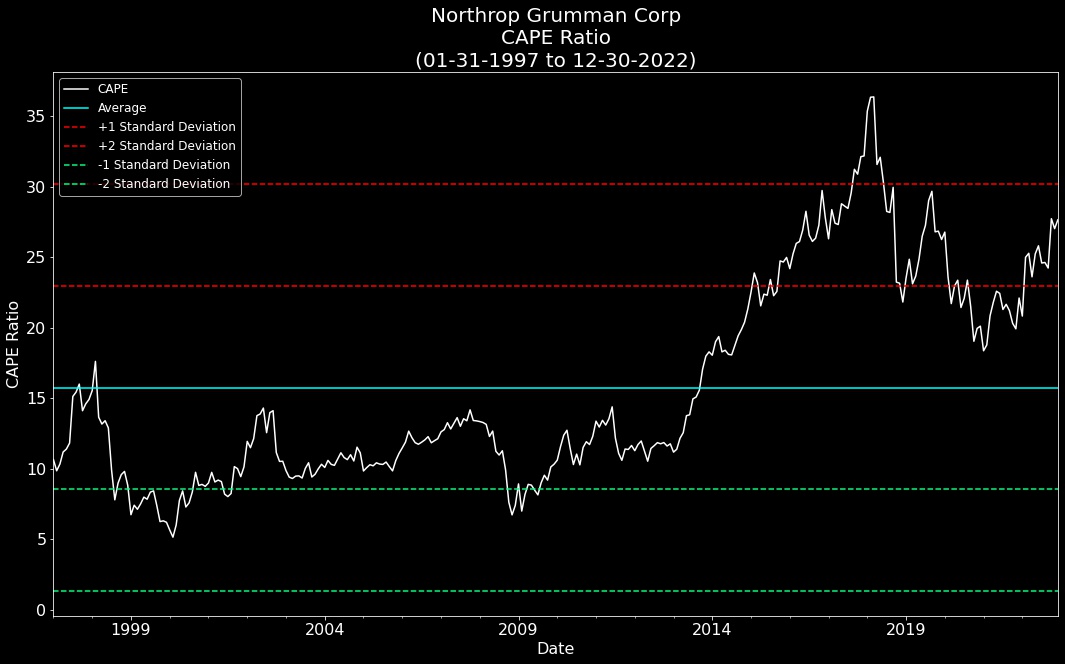 Northrop Grumman Corp
CAPE Ratio
(01-31-1997 to 12-30-2022)
CAPE
Average
+1 Standard Deviation
+2 Standard Deviation
-1 Standard Deviation
-2 Standard Deviation
CAPE Ratio
35
30
25
20
15
10
5
0
1999 2004 2009 2014 2019
Date